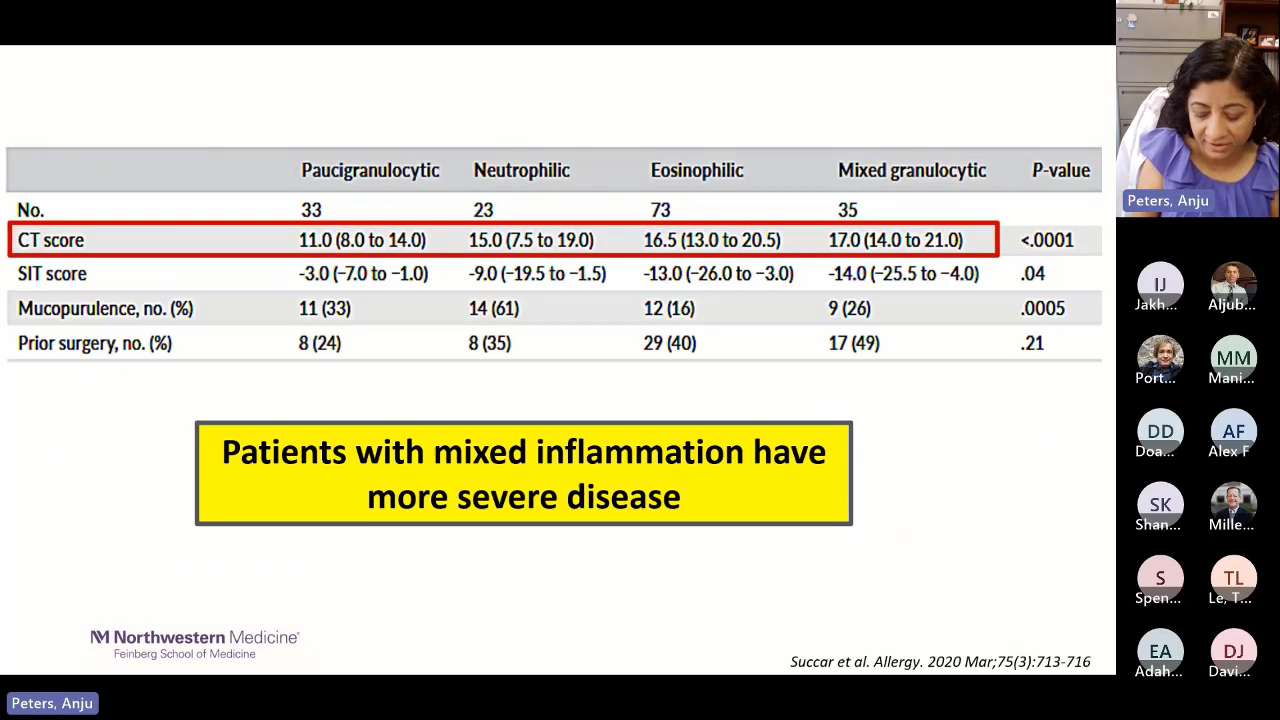 Paucigranulocytic Neutrophilic Eosinophilic Mixed granulocytic P-value
No. 33 23 73 35
CT score 11.0 (8.0 to 14.0) 15.0 (7.5 to 19.0) 16.5 (13.0 to 20.5) 17.0 (14.0 to 21.0) <.0001
SIT score -3.0 (−7.0 to −1.0) -9.0 (−19.5 to −1.5) -13.0 (−26.0 to −3.0) -14.0 (−25.5 to −4.0) .04
Mucopurulence, no. (%) 11 (33) 14 (61) 12 (16) 9 (26) .0005
Prior surgery, no. (%) 8 (24) 8 (35) 29 (40) 17 (49) .21
Patients with mixed inflammation have
more severe disease
NM Northwestern Medicine®
Feinberg School of Medicine
Succar et al. Allergy. 2020 Mar;75(3):713-716
Peters, Anju
Peters, Anju
IJ
Jakh... Aljub...
MM
Port... Mani...
DD AF
Doa... Alex F
SK
Shan... Mille...
S TL
Spen... Le, T...
EA DJ
Adah... Davi...